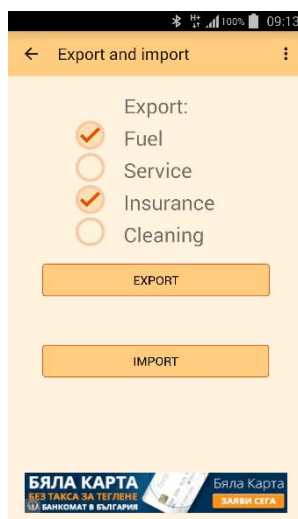 H+ 100% 09:13
Export and import
Export:
Fuel
Service
Insurance
Cleaning
EXPORT
IMPORT
БЯЛА КАРТА
БЕЗ ТАКСА ЗА ТЕГЛЕНЕ
БАНКОМАТ В БЪЛГАРИЯ
Бяла Карта
ЗАЯВИ СЕГА